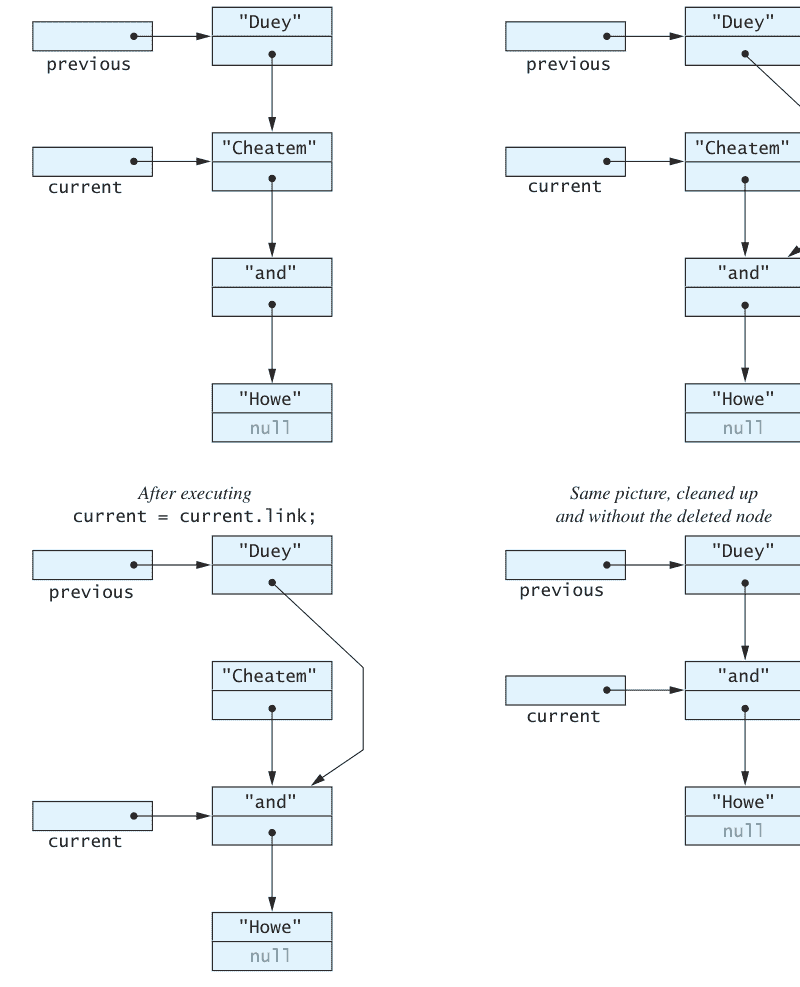 "Duey"
previous
"Cheatem"
current
"and"
"Howe"
null
"Duey"
previous
"Cheatem"
current
"and"
"Howe"
null
After executing
current = current.link;
"Duey"
previous
"Cheatem"
"and"
current
"Howe"
null
Same picture, cleaned up
and without the deleted node
"Duey"
previous
"and"
current
"Howe"
null